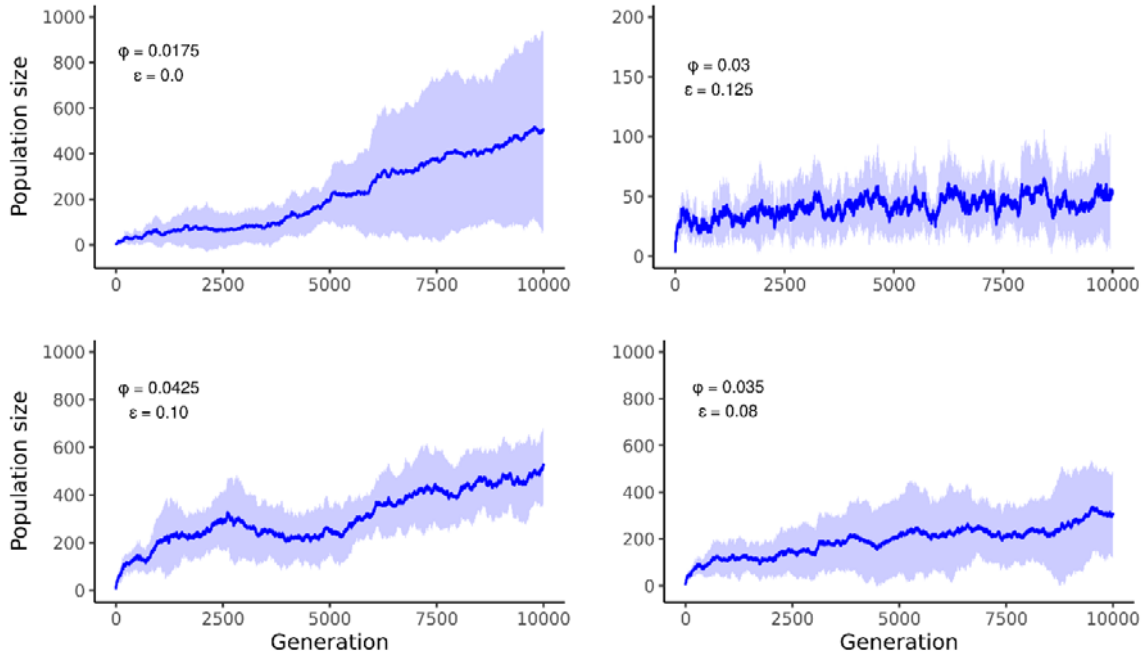 Population size
1000
800
600
400
200
0
φ = 0.0175
ε = 0.0
0 2500 5000 7500 10000
200
150
100
50
0
φ = 0.03
ε = 0.125
0 2500 5000 7500 10000
Population size
1000
800
600
400
200
0
φ = 0.0425
ε = 0.10
0 2500 5000 7500 10000
Generation
1000
800
600
400
200
0
φ = 0.035
ε = 0.08
0 2500 5000 7500 10000
Generation